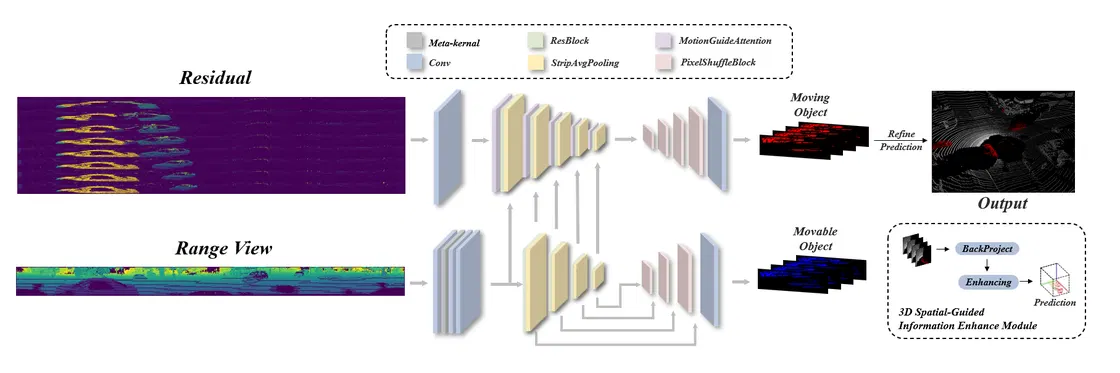 Meta-kernel
ResBlock
MotionGuideAttention
Conv
StripAvgPooling
PixelShuffleBlock
Residual
Moving
Object
Refine
Prediction
Output
Range View
Movable
Object
BackProject
Enhancing
Prediction
3D Spatial-Guided
Information Enhance Module